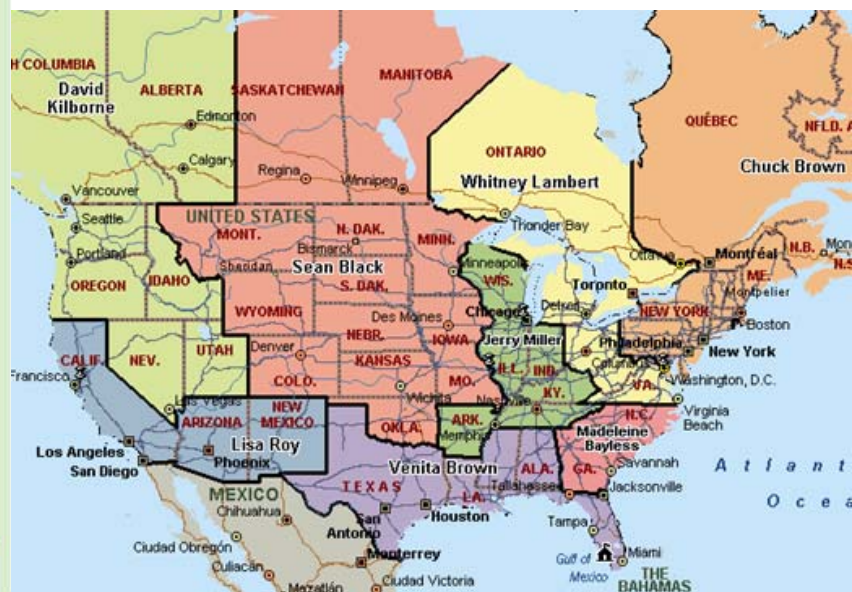 H COLUMBIA
David
Kilborne
ALBERTA
Edmonton
Calgary
SASKATCHEWAN
MANITOBA
Regina
Winnipeg
ONTARIO
Whitney Lambert
Thunder Bay
QUÉBEC
NFLD. A
Chuck Brown
Vancouver
Seattle
Portland
UNITED STATES
MONT.
N. DAK.
Bismarck
MINN.
Sean Black
Sheridan
S. DAK.
Minneapolis
WIS.
Ottawa
Montréal
N.B.
Mon
N.S
ME.
Montpelier
OREGON
IDAHO
WYOMING
Des Moines
IOWA
Chicago
Toronto
Detroit
NEW YORK
Boston
Jerry Miller
Philadelphia
New York
CALIF.
Francisco
NEV.
UTAH
Denver
COLO.
NEBR.
KANSAS
Wichita
MO.
ILL.
IND.
KY.
Nashville
Columbus
VA.
Washington, D.C.
Virginia
Beach
Las Vegas
ARIZONA
NEW
MEXICO
Lisa Roy
Phoenix
Los Angeles
San Diego
OKLA.
ARK.
Memphis
N.C.
Madeleine
Bayless
GA.
Savannah
Jacksonville
Venita Brown
TEXAS
LA.
ALA.
Tallahassee
Atlant
Ocea
MEXICO
Chihuahua
San
Antonio
Houston
Tampa
Gulf of
Mexico
Miami
THE
BAHAMAS
Ciudad Obregón
Culiacán
Mazatlán
Monterrey
Ciudad Victoria